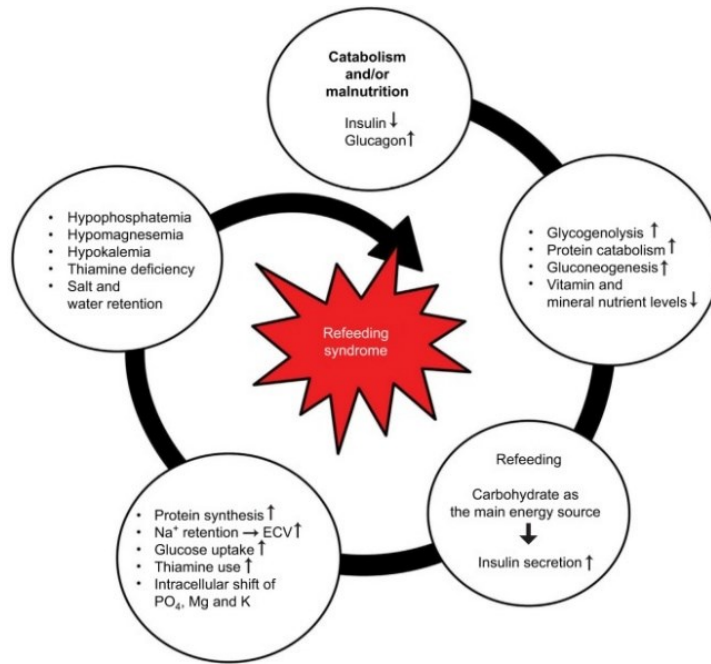 Catabolism
and/or
malnutrition
Insulin ↓
Glucagon ↑
• Glycogenolysis ↑
• Protein catabolism ↑
• Gluconeogenesis ↑
• Vitamin and
mineral nutrient levels ↓
Refeeding
Carbohydrate as
the main energy source
Insulin secretion ↑
• Protein synthesis ↑
• Na⁺ retention → ECV ↑
• Glucose uptake ↑
• Thiamine use ↑
• Intracellular shift of
PO₄, Mg and K
• Hypophosphatemia
• Hypomagnesemia
• Hypokalemia
• Thiamine deficiency
• Salt and
water retention
Refeeding
syndrome